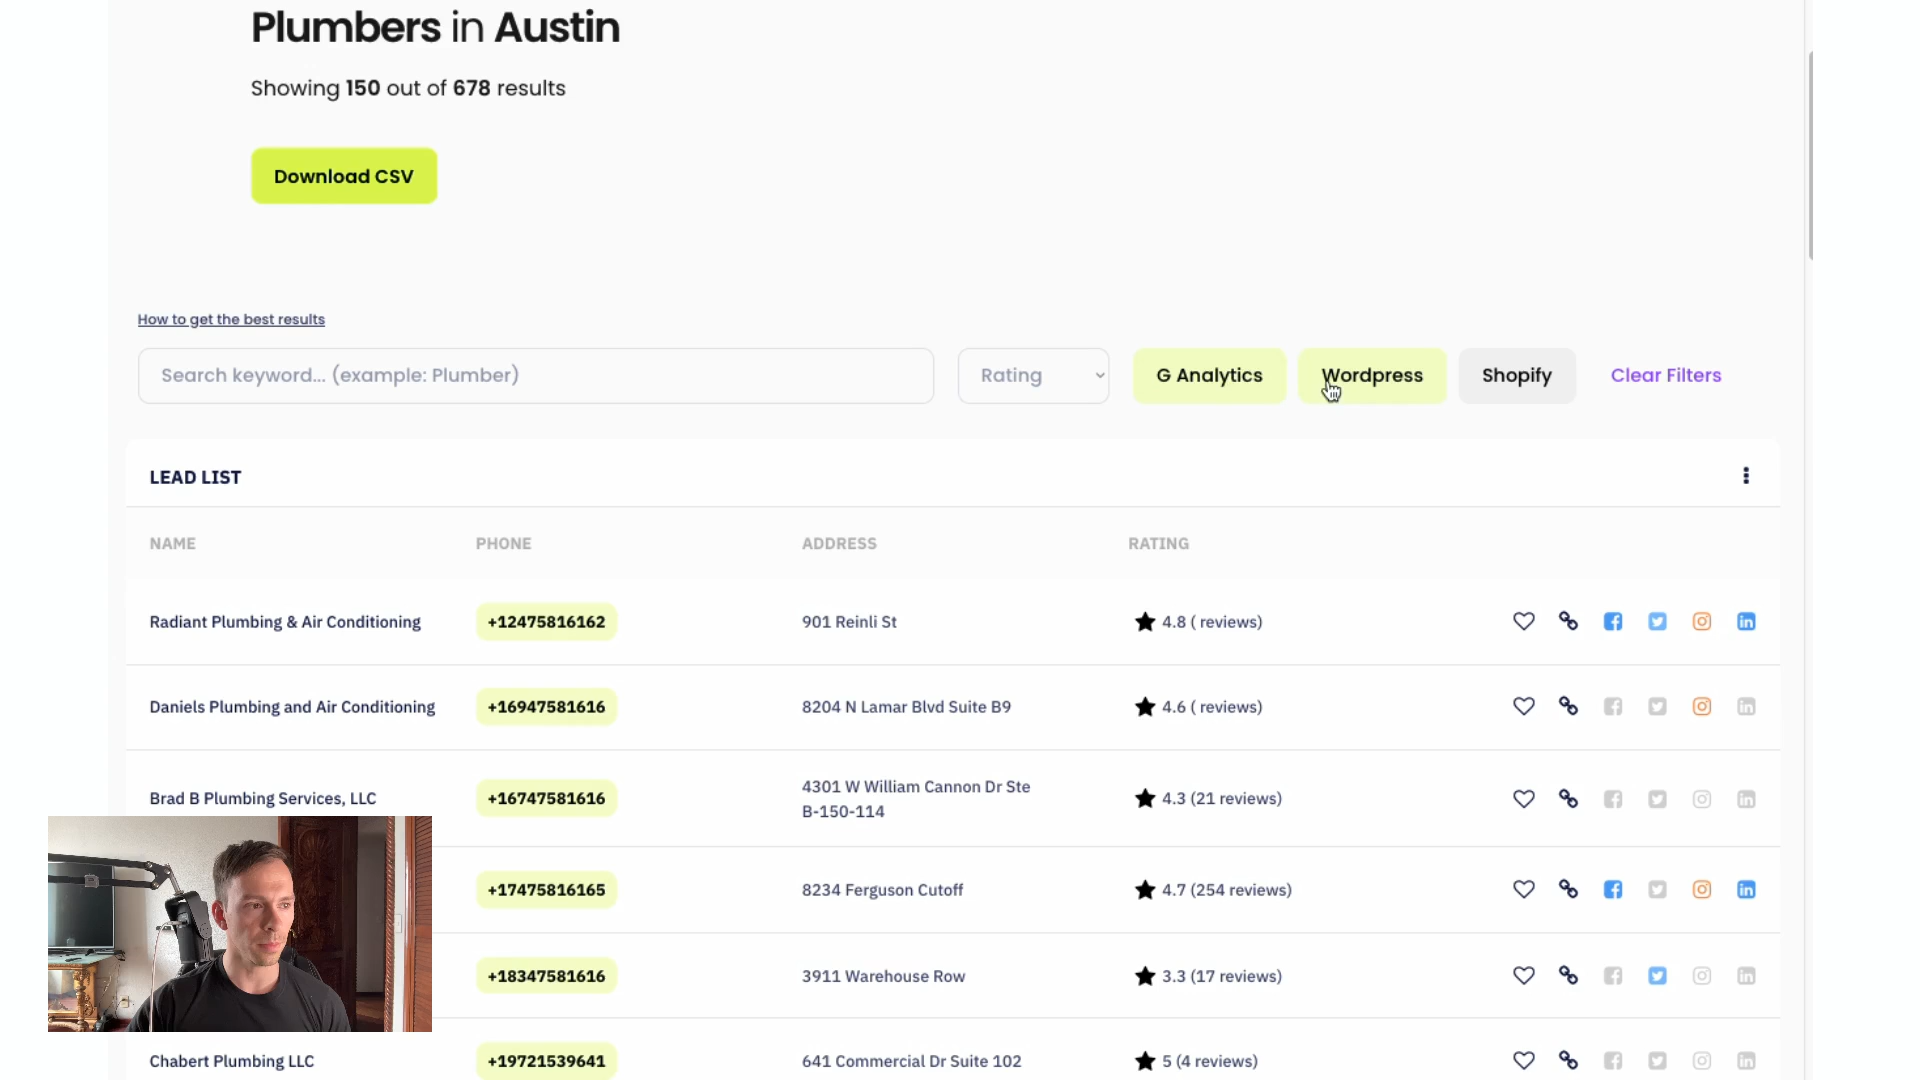 Plumbers in Austin
Showing 150 out of 678 results
Download CSV
How to get the best results
Search keyword... (example: Plumber)
Rating
G Analytics
Wordpress
Shopify
Clear Filters
LEAD LIST
NAME PHONE ADDRESS RATING
Radiant Plumbing & Air Conditioning +12475816162 901 Reinli St 4.8 ( reviews)
Daniels Plumbing and Air Conditioning +16947581616 8204 N Lamar Blvd Suite B9 4.6 ( reviews)
Brad B Plumbing Services, LLC +16747581616 4301 W William Cannon Dr Ste
B-150-114 4.3 (21 reviews)
+17475816165 8234 Ferguson Cutoff 4.7 (254 reviews)
+18347581616 3911 Warehouse Row 3.3 (17 reviews)
Chabert Plumbing LLC +19721539641 641 Commercial Dr Suite 102 5 (4 reviews)